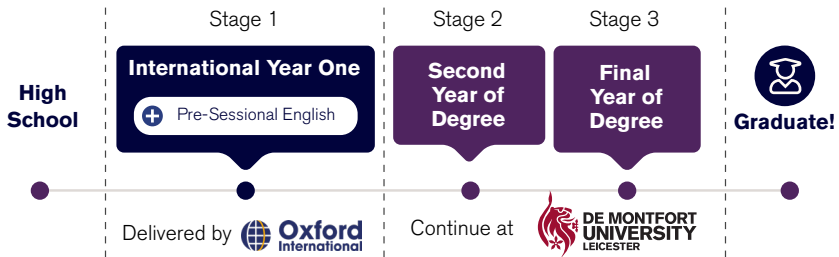 High
School
Stage 1
International Year One
Pre-Sessional English
Delivered by
Oxford
International
Stage 2
Second
Year of
Degree
Stage 3
Final
Year of
Degree
Continue at
DE MONTFORT
UNIVERSITY
LEICESTER
Graduate!